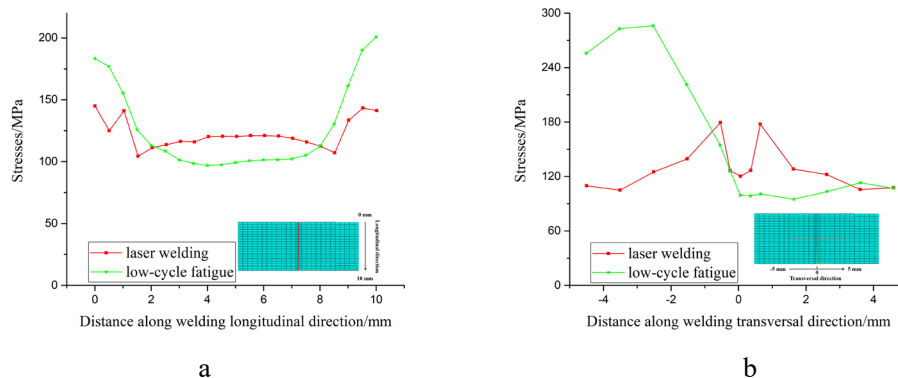 200
150
100
50
0
Stresses/MPa
0 mm
Longitudinal direction
10 mm
laser welding
low-cycle fatigue
0 2 4 6 8 10
Distance along welding longitudinal direction/mm
a
300
240
180
120
60
0
Stresses/MPa
-5 mm 0 5 mm
Transversal direction
laser welding
low-cycle fatigue
-4 -2 0 2 4
Distance along welding transversal direction/mm
b